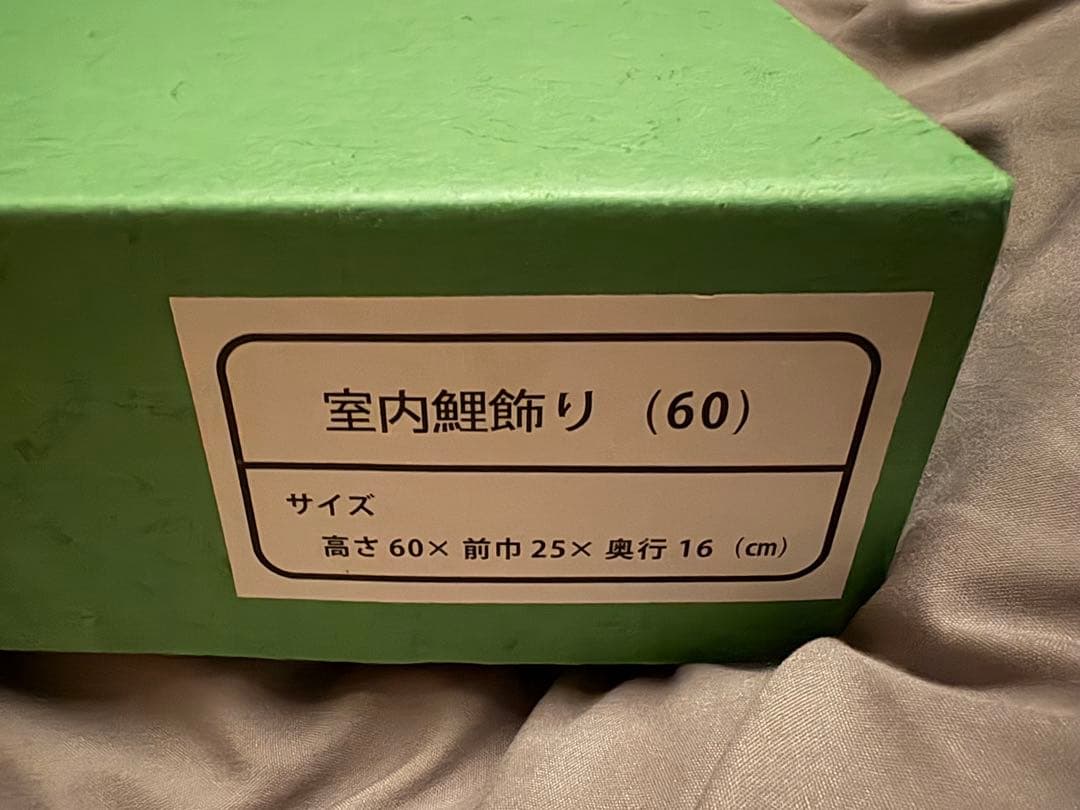 室内鯉飾り （60）
サイズ
高さ 60× 前巾 25× 奥行 16 （cm）